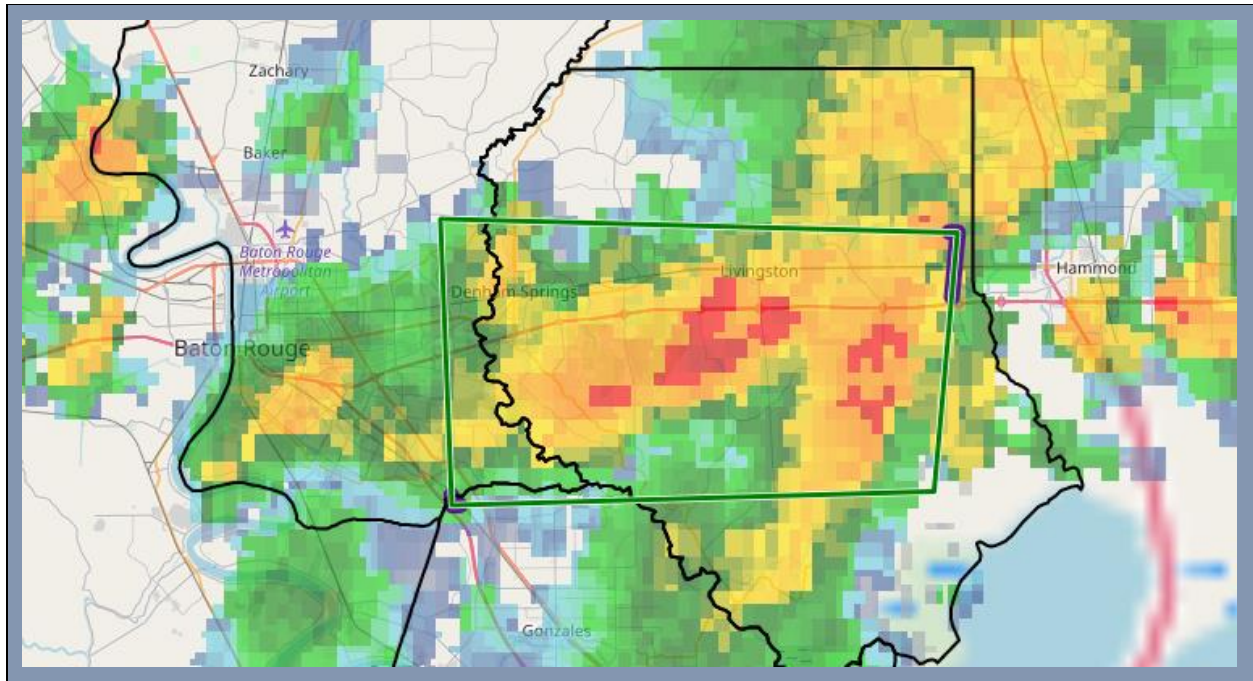 Zachary
Baker
Baton Rouge
Metropolitan
Airport
Livingston
Hammond
Denham Springs
Baton Rouge
Gonzales